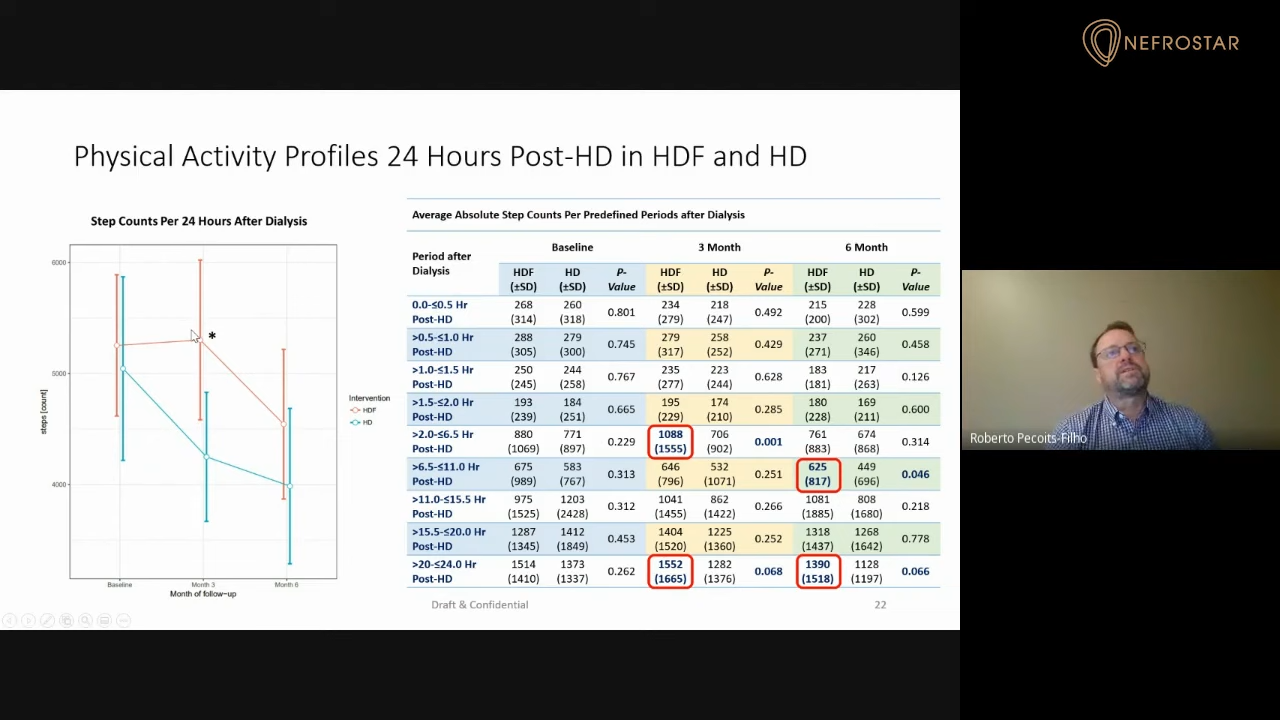 NEFROSTAR
Physical Activity Profiles 24 Hours Post-HD in HDF and HD
Step Counts Per 24 Hours After Dialysis
6000
5000
4000
steps [count]
Baseline Month 3 Month 6
Month of follow-up
*
Intervention
HDF
HD
Average Absolute Step Counts Per Predefined Periods after Dialysis
Period after Dialysis Baseline 3 Month 6 Month
HDF (±SD) HD (±SD) P-Value HDF (±SD) HD (±SD) P-Value HDF (±SD) HD (±SD) P-Value
0.0-≤0.5 Hr Post-HD 268 (314) 260 (318) 0.801 234 (279) 218 (247) 0.492 215 (200) 228 (302) 0.599
>0.5-≤1.0 Hr Post-HD 288 (305) 279 (300) 0.745 279 (317) 258 (252) 0.429 237 (271) 260 (346) 0.458
>1.0-≤1.5 Hr Post-HD 250 (245) 244 (258) 0.767 235 (277) 223 (244) 0.628 183 (181) 217 (263) 0.126
>1.5-≤2.0 Hr Post-HD 193 (239) 184 (251) 0.665 195 (229) 174 (210) 0.285 180 (228) 169 (211) 0.600
>2.0-≤6.5 Hr Post-HD 880 (1069) 771 (897) 0.229 1088 (1555) 706 (902) 0.001 761 (883) 674 (868) 0.314
>6.5-≤11.0 Hr Post-HD 675 (989) 583 (767) 0.313 646 (796) 532 (1071) 0.251 625 (817) 449 (696) 0.046
>11.0-≤15.5 Hr Post-HD 975 (1525) 1203 (2428) 0.312 1041 (1455) 862 (1422) 0.266 1081 (1885) 808 (1680) 0.218
>15.5-≤20.0 Hr Post-HD 1287 (1345) 1412 (1849) 0.453 1404 (1520) 1225 (1360) 0.252 1318 (1437) 1268 (1642) 0.778
>20-≤24.0 Hr Post-HD 1514 (1410) 1373 (1337) 0.262 1552 (1665) 1282 (1376) 0.068 1390 (1518) 1128 (1197) 0.066
Draft & Confidential 22
Roberto Pecoits-Filho